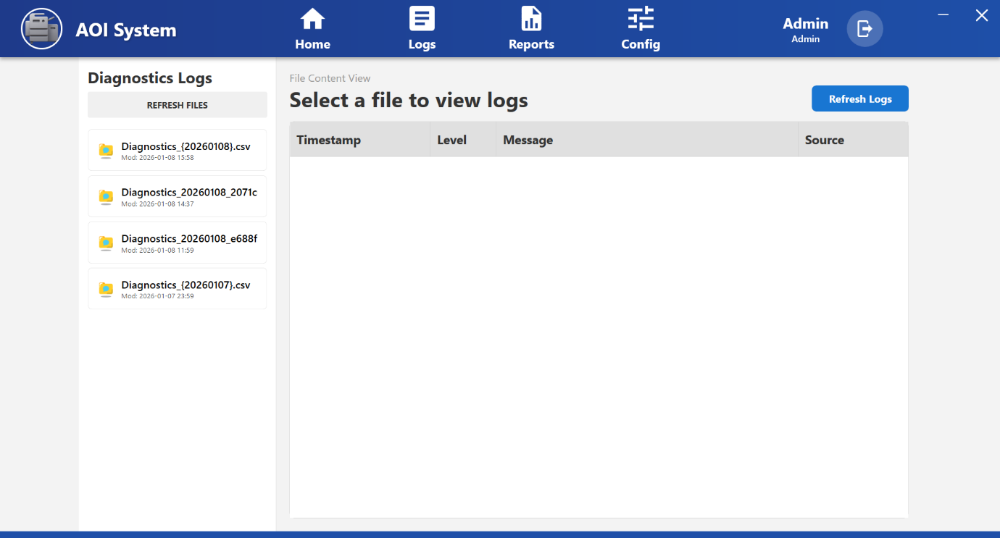 AOI System
Home
Logs
Reports
Config
Admin
Admin
Diagnostics Logs
REFRESH FILES
Diagnostics_{20260108}.csv
Mod: 2026-01-08 15:58
Diagnostics_20260108_2071c
Mod: 2026-01-08 14:37
Diagnostics_20260108_e688f
Mod: 2026-01-08 11:59
Diagnostics_{20260107}.csv
Mod: 2026-01-07 23:59
File Content View
Select a file to view logs
Refresh Logs
Timestamp Level Message Source